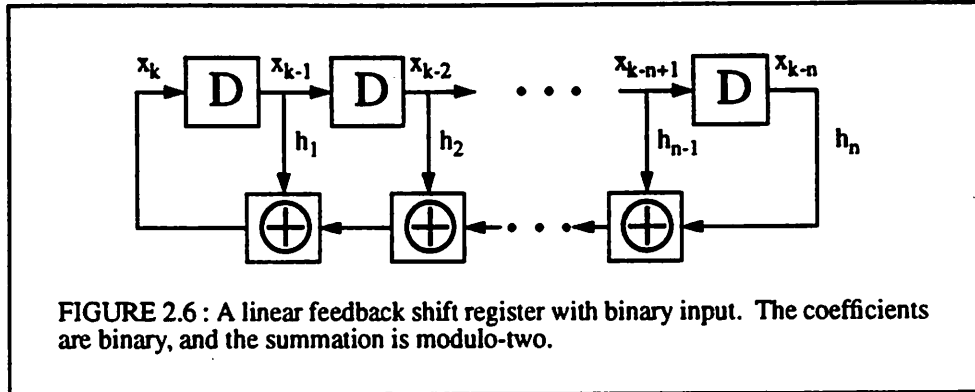 x_k D x_{k-1} D x_{k-2} • • • x_{k-n+1} D x_{k-n}
h_1 h_2 h_{n-1} h_n
⊕ ⊕ • • • ⊕
FIGURE 2.6 : A linear feedback shift register with binary input. The coefficients
are binary, and the summation is modulo-two.